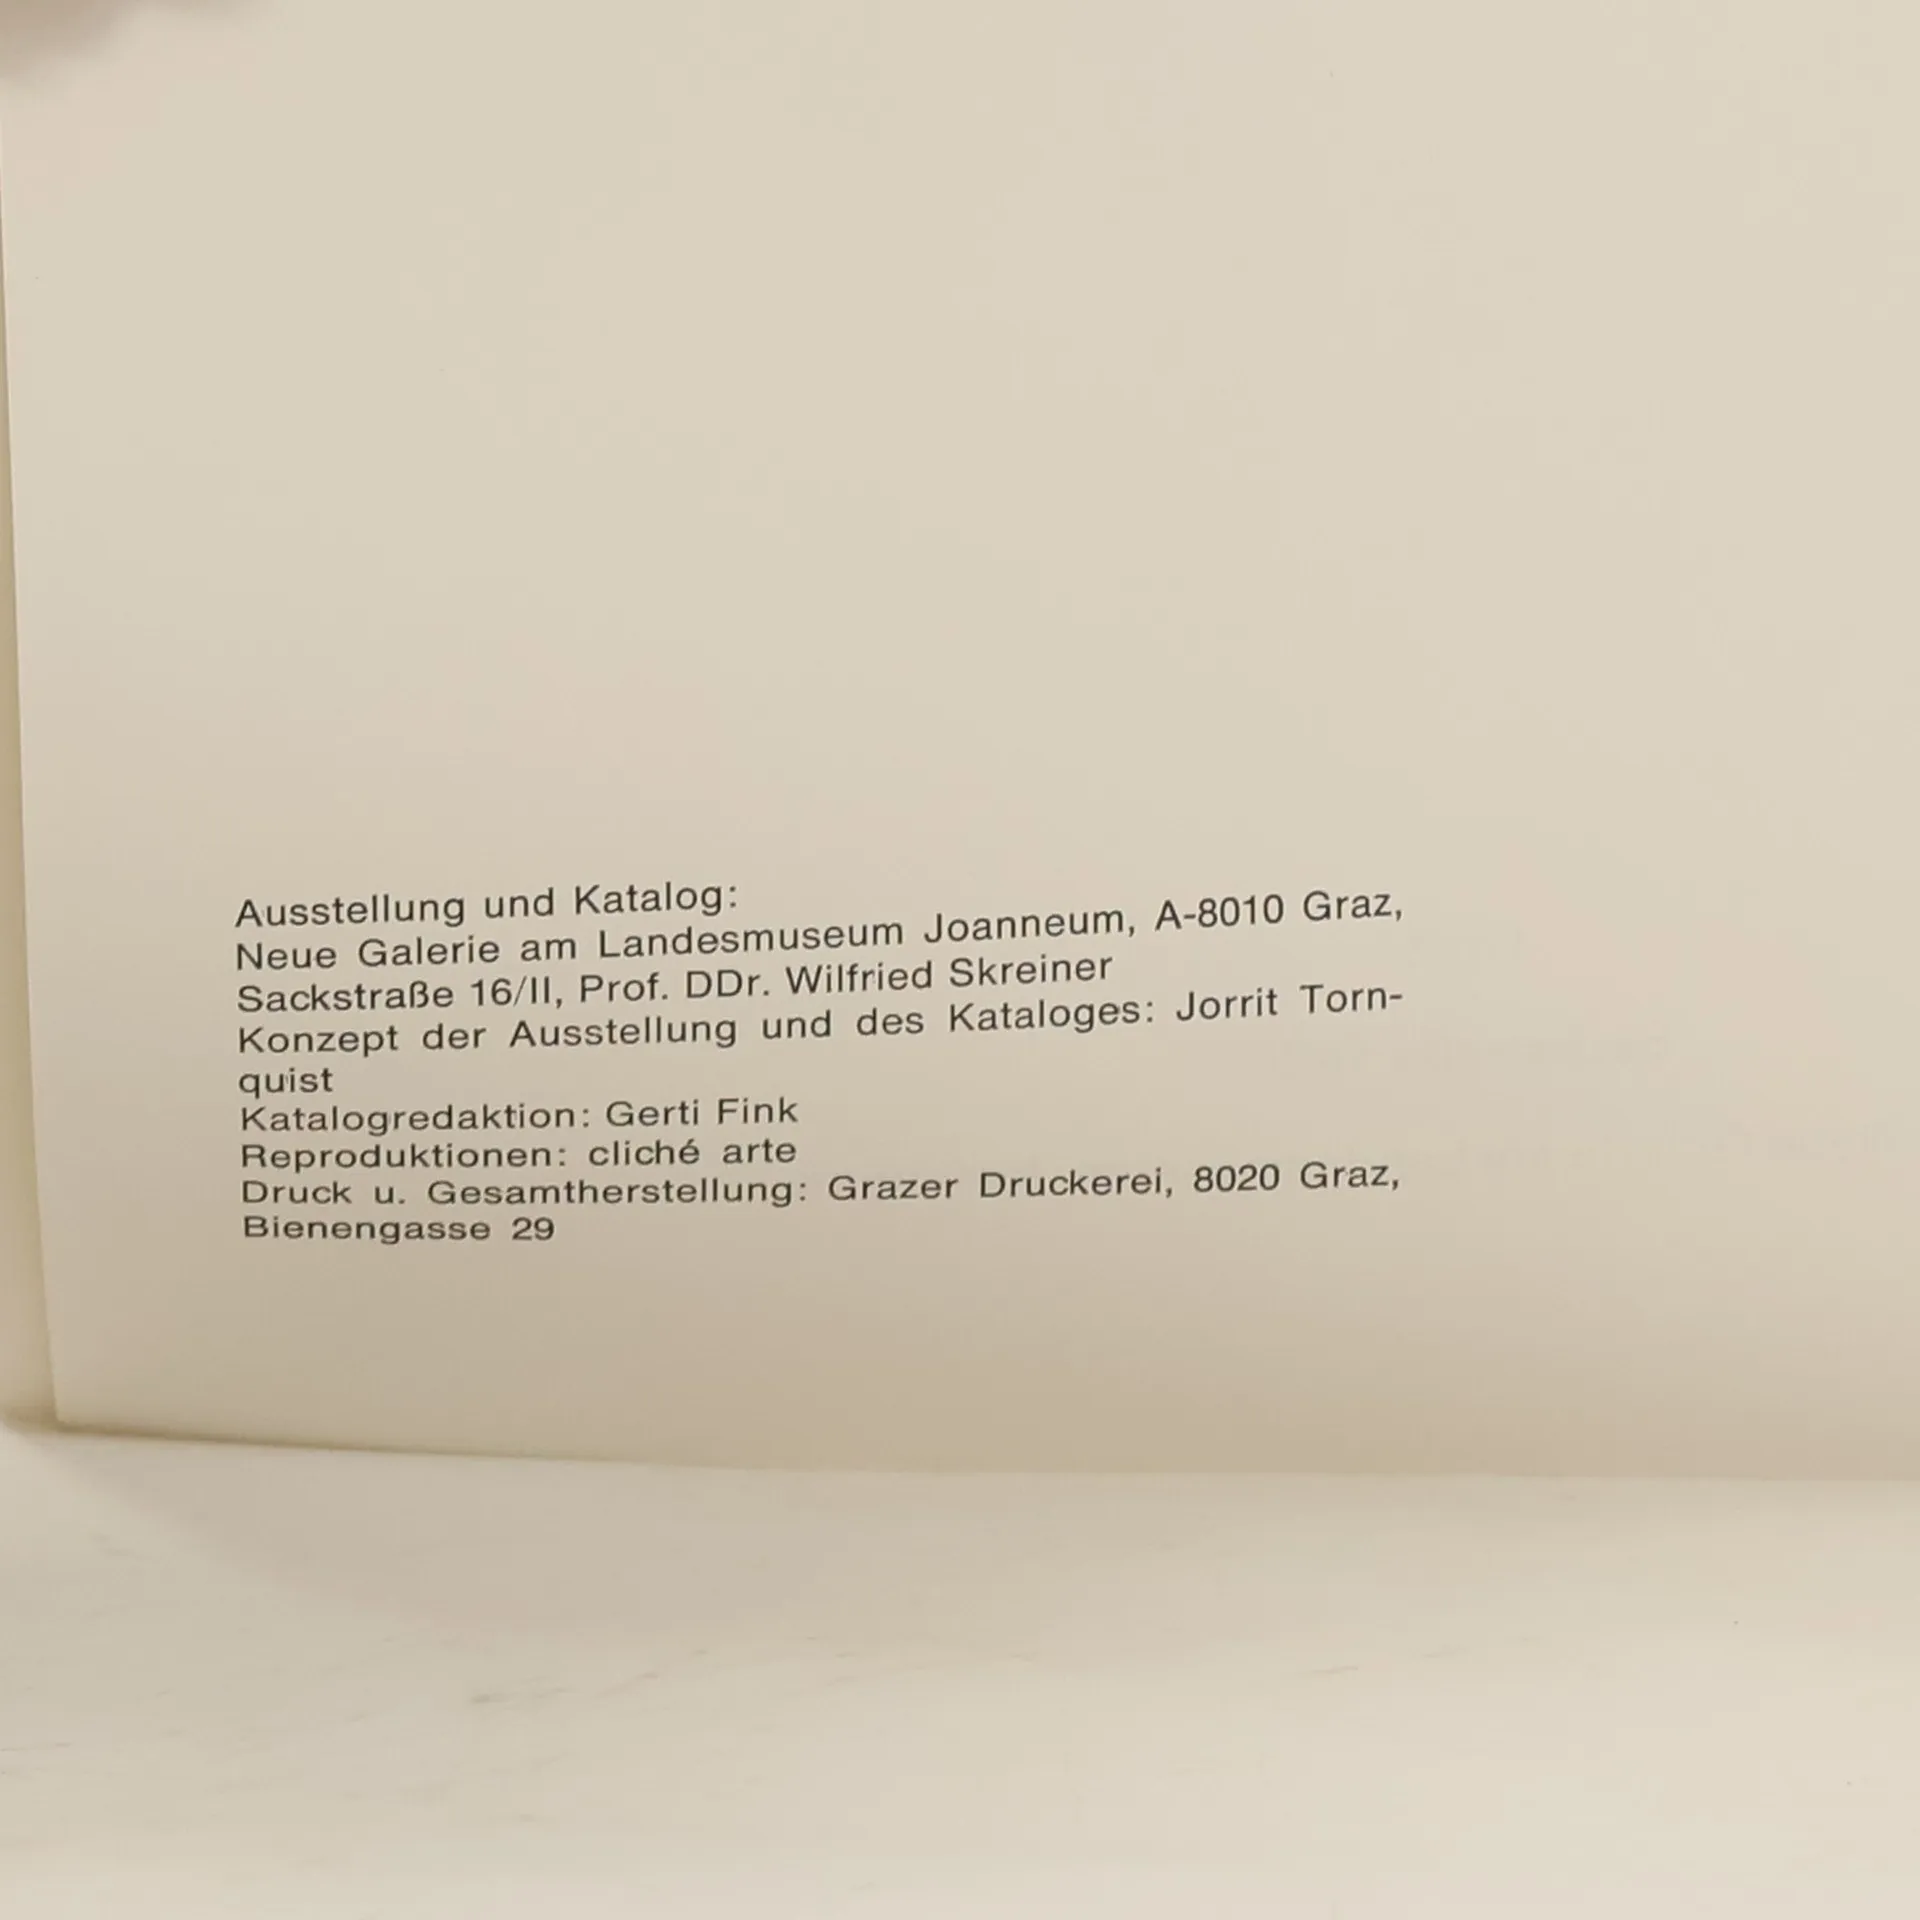 Ausstellung und Katalog:
Neue Galerie am Landesmuseum Joanneum, A-8010 Graz,
Sackstraße 16/II, Prof. DDr. Wilfried Skreiner
Konzept der Ausstellung und des Kataloges: Jorrit Torn-
quist
Katalogredaktion: Gerti Fink
Reproduktionen: cliché arte
Druck u. Gesamtherstellung: Grazer Druckerei, 8020 Graz,
Bienengasse 29